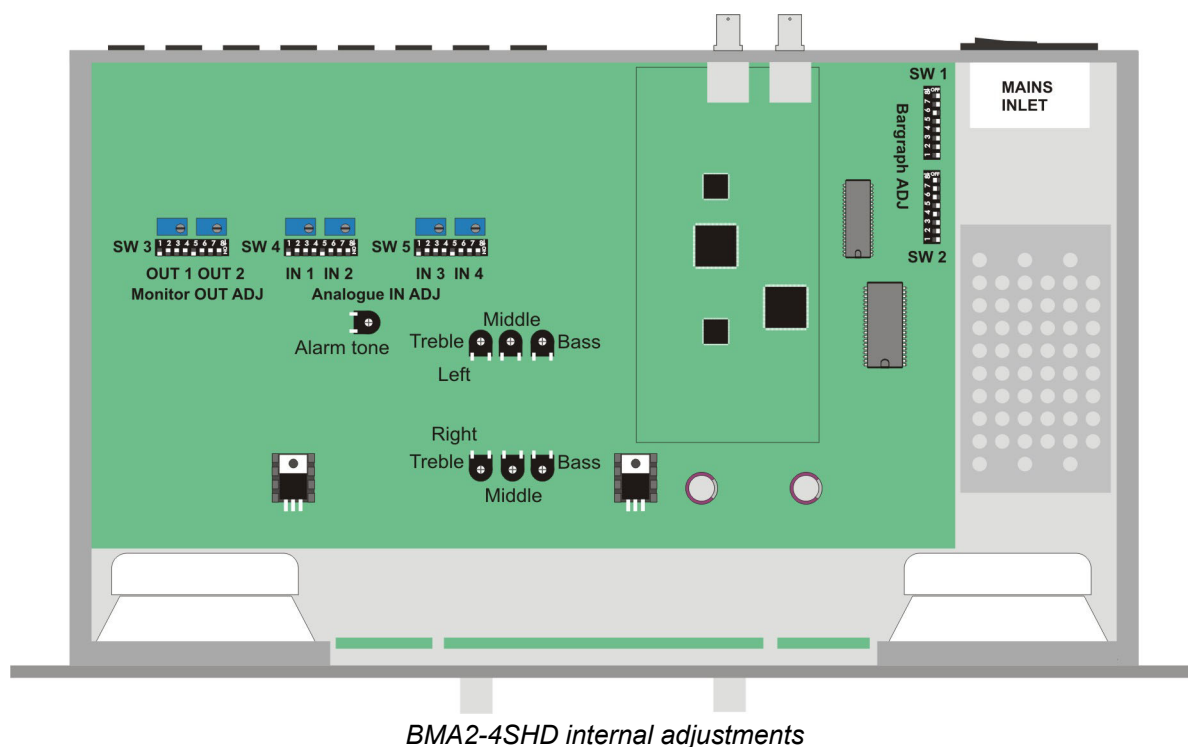 SW 1
MAINS
INLET
Bargraph ADJ
SW 2
SW 3
1 2 3 4 5 6 7 8
SW 4
1 2 3 4 5 6 7 8
SW 5
1 2 3 4 5 6 7 8
OUT 1 OUT 2
IN 1 IN 2
IN 3 IN 4
Monitor OUT ADJ
Analogue IN ADJ
Alarm tone
Middle
Treble
Bass
Left
Right
Treble
Bass
Middle
BMA2-4SHD internal adjustments